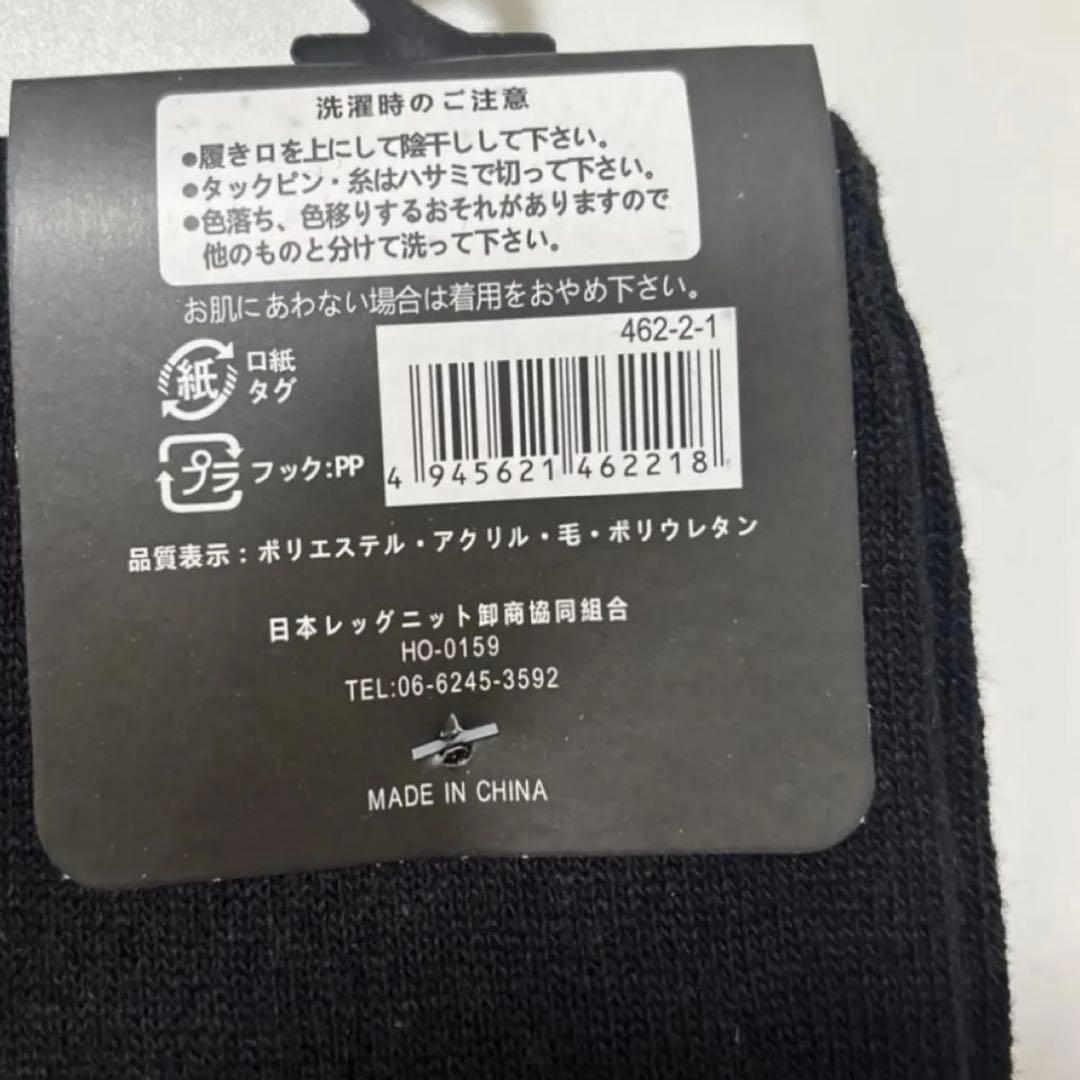 洗濯時のご注意
●履き口を上にして陰干しして下さい。
●タックピン・糸はハサミで切って下さい。
●色落ち、色移りするおそれがありますので
他のものと分けて洗って下さい。
お肌にあわない場合は着用をおやめ下さい。
462-2-1
紙 口紙
タグ
プラ フック:PP
4 945621 462218
品質表示:ポリエステル・アクリル・毛・ポリウレタン
日本レッグニット卸商協同組合
HO-0159
TEL:06-6245-3592
MADE IN CHINA